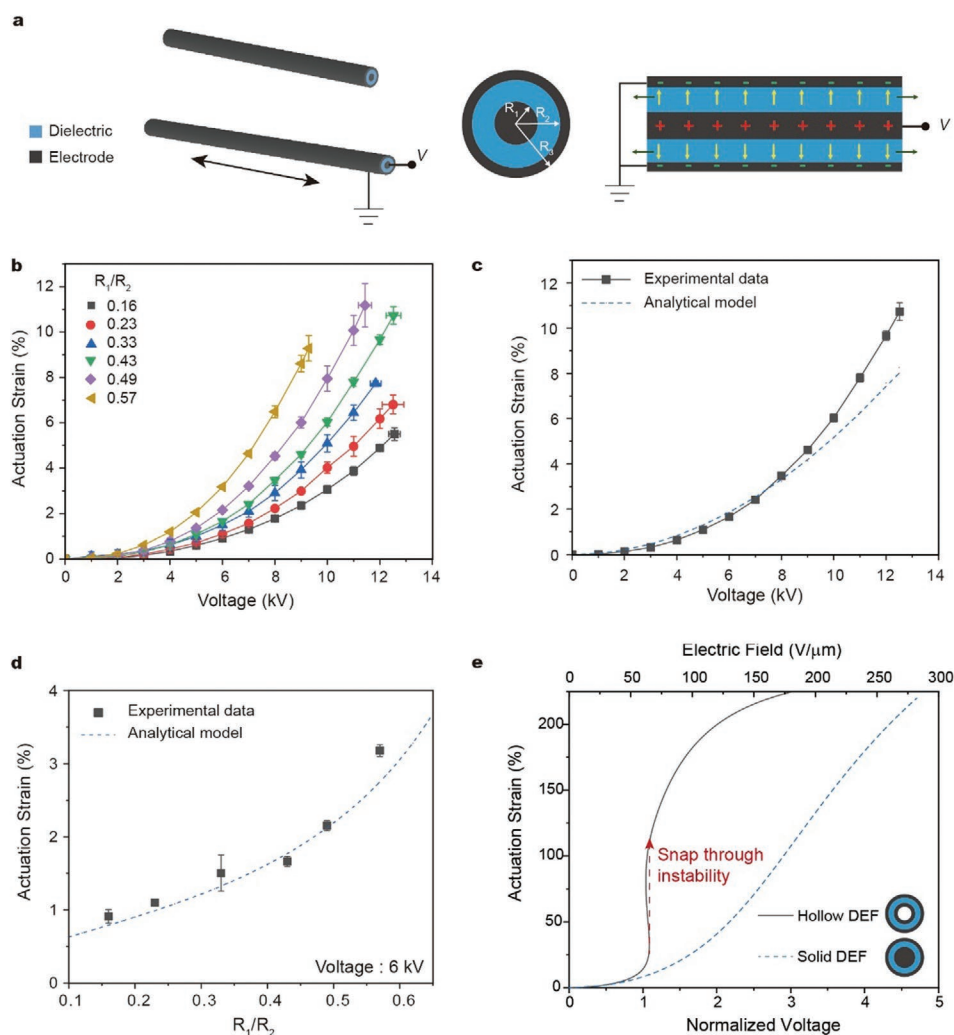 a
Dielectric
Electrode
V
R1
R2
R3
V
b
R1/R2
0.16
0.23
0.33
0.43
0.49
0.57
12
10
8
6
4
2
0
Actuation Strain (%)
0 2 4 6 8 10 12 14
Voltage (kV)
c
Experimental data
Analytical model
12
10
8
6
4
2
0
Actuation Strain (%)
0 2 4 6 8 10 12 14
Voltage (kV)
d
Experimental data
Analytical model
4
3
2
1
0
Actuation Strain (%)
Voltage : 6 kV
0.1 0.2 0.3 0.4 0.5 0.6
R1/R2
e
Electric Field (V/μm)
0 50 100 150 200 250 300
200
150
100
50
0
Actuation Strain (%)
Snap through
instability
Hollow DEF
Solid DEF
0 1 2 3 4 5
Normalized Voltage